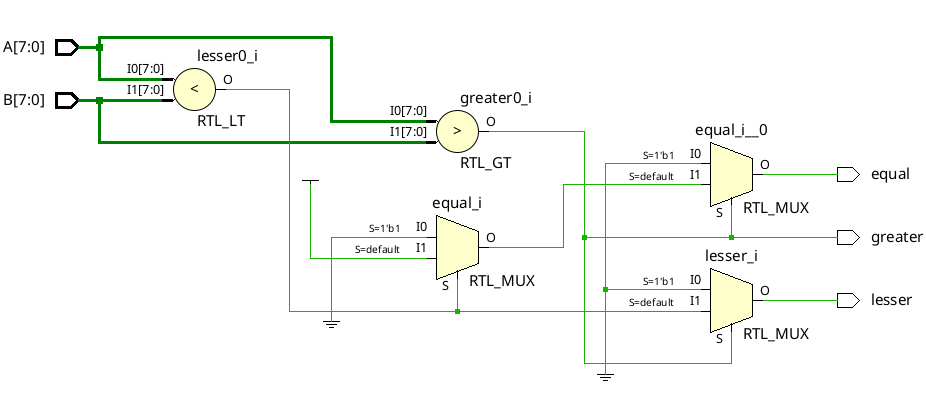 A[7:0]
B[7:0]
lesser0_i
I0[7:0]
I1[7:0]
<
O
RTL_LT
greater0_i
I0[7:0]
I1[7:0]
>
O
RTL_GT
equal_i
S=1'b1 I0
S=default I1
O
S
RTL_MUX
equal_i__0
S=1'b1 I0
S=default I1
O
S
RTL_MUX
lesser_i
S=1'b1 I0
S=default I1
O
S
RTL_MUX
equal
greater
lesser